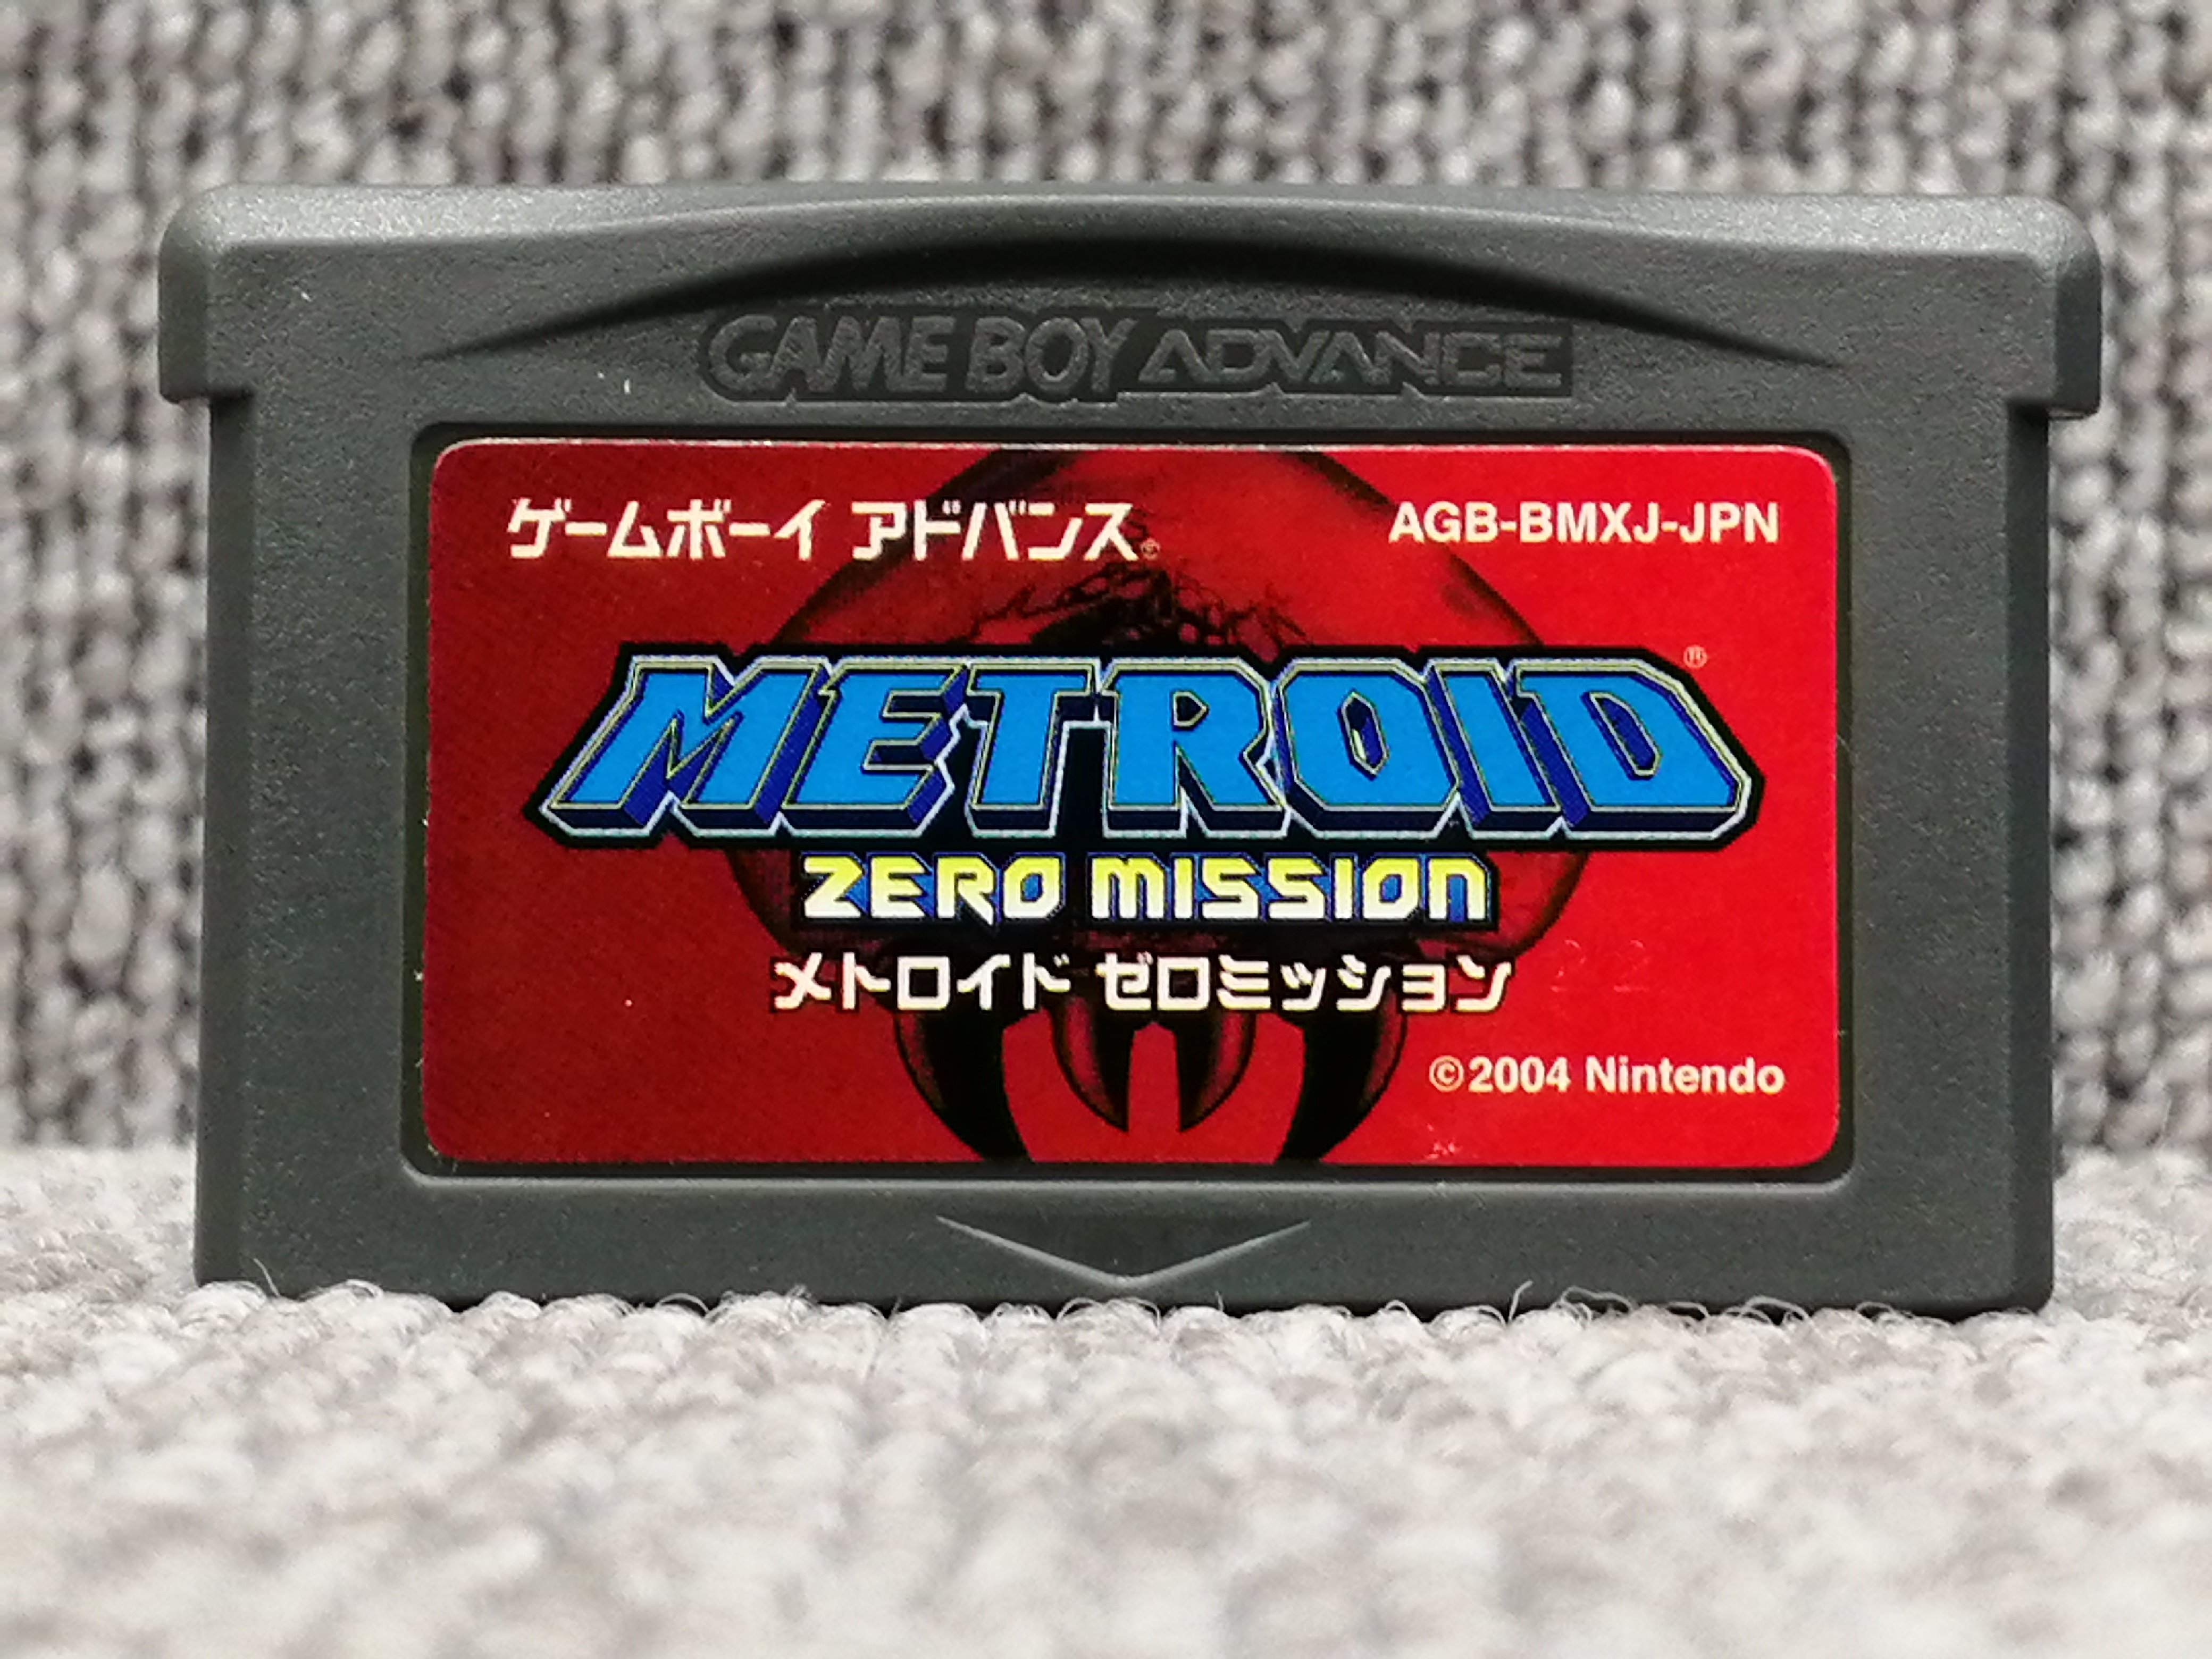 GAME BOY ADVANCE
ゲームボーイ アドバンス®
AGB-BMXJ-JPN
METROID®
ZERO MISSION
メトロイド ゼロミッション
22
©2004 Nintendo